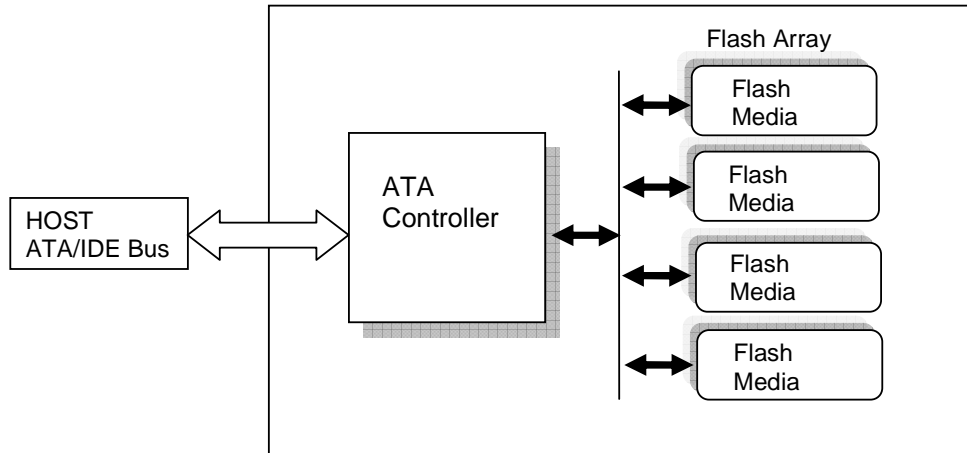 Flash Array
Flash
Media
Flash
Media
Flash
Media
Flash
Media
ATA
Controller
HOST
ATA/IDE Bus